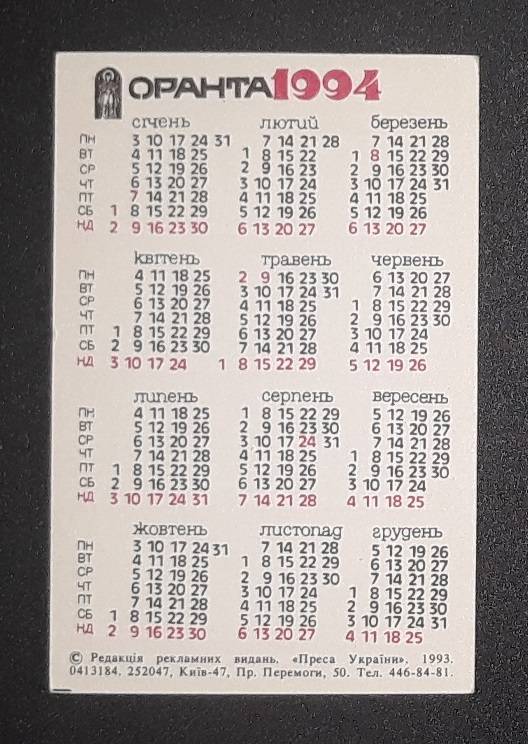 ОРАНТА 1994
січень лютий березень
ПН 3 10 17 24 31 7 14 21 28 7 14 21 28
ВТ 4 11 18 25 1 8 15 22 1 8 15 22 29
СР 5 12 19 26 2 9 16 23 2 9 16 23 30
ЧТ 6 13 20 27 3 10 17 24 3 10 17 24 31
ПТ 7 14 21 28 4 11 18 25 4 11 18 25
СБ 1 8 15 22 29 5 12 19 26 5 12 19 26
НД 2 9 16 23 30 6 13 20 27 6 13 20 27
квітень травень червень
ПН 4 11 18 25 2 9 16 23 30 6 13 20 27
ВТ 5 12 19 26 3 10 17 24 31 7 14 21 28
СР 6 13 20 27 4 11 18 25 1 8 15 22 29
ЧТ 7 14 21 28 5 12 19 26 2 9 16 23 30
ПТ 1 8 15 22 29 6 13 20 27 3 10 17 24
СБ 2 9 16 23 30 7 14 21 28 4 11 18 25
НД 3 10 17 24 1 8 15 22 29 5 12 19 26
липень серпень вересень
ПН 4 11 18 25 1 8 15 22 29 5 12 19 26
ВТ 5 12 19 26 2 9 16 23 30 6 13 20 27
СР 6 13 20 27 3 10 17 24 31 7 14 21 28
ЧТ 7 14 21 28 4 11 18 25 1 8 15 22 29
ПТ 1 8 15 22 29 5 12 19 26 2 9 16 23 30
СБ 2 9 16 23 30 6 13 20 27 3 10 17 24
НД 3 10 17 24 31 7 14 21 28 4 11 18 25
жовтень листопад грудень
ПН 3 10 17 24 31 7 14 21 28 5 12 19 26
ВТ 4 11 18 25 1 8 15 22 29 6 13 20 27
СР 5 12 19 26 2 9 16 23 30 7 14 21 28
ЧТ 6 13 20 27 3 10 17 24 1 8 15 22 29
ПТ 7 14 21 28 4 11 18 25 2 9 16 23 30
СБ 1 8 15 22 29 5 12 19 26 3 10 17 24 31
НД 2 9 16 23 30 6 13 20 27 4 11 18 25
© Редакція рекламних видань. «Преса України», 1993.
0413184. 252047, Київ-47, Пр. Перемоги, 50. Тел. 446-84-81.